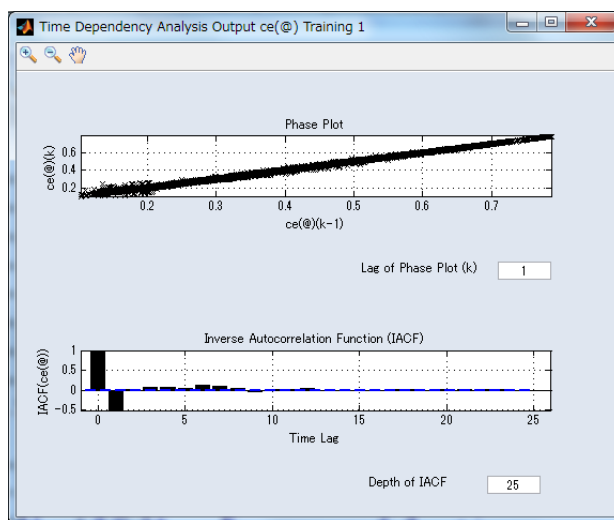 Time Dependency Analysis Output ce(@) Training 1
Phase Plot
ce(@)(k)
0.6
0.4
0.2
0.2 0.3 0.4 0.5 0.6 0.7
ce(@)(k-1)
Lag of Phase Plot (k) 1
Inverse Autocorrelation Function (IACF)
IACF(ce(@))
1
0.5
0
-0.5
0 5 10 15 20 25
Time Lag
Depth of IACF 25